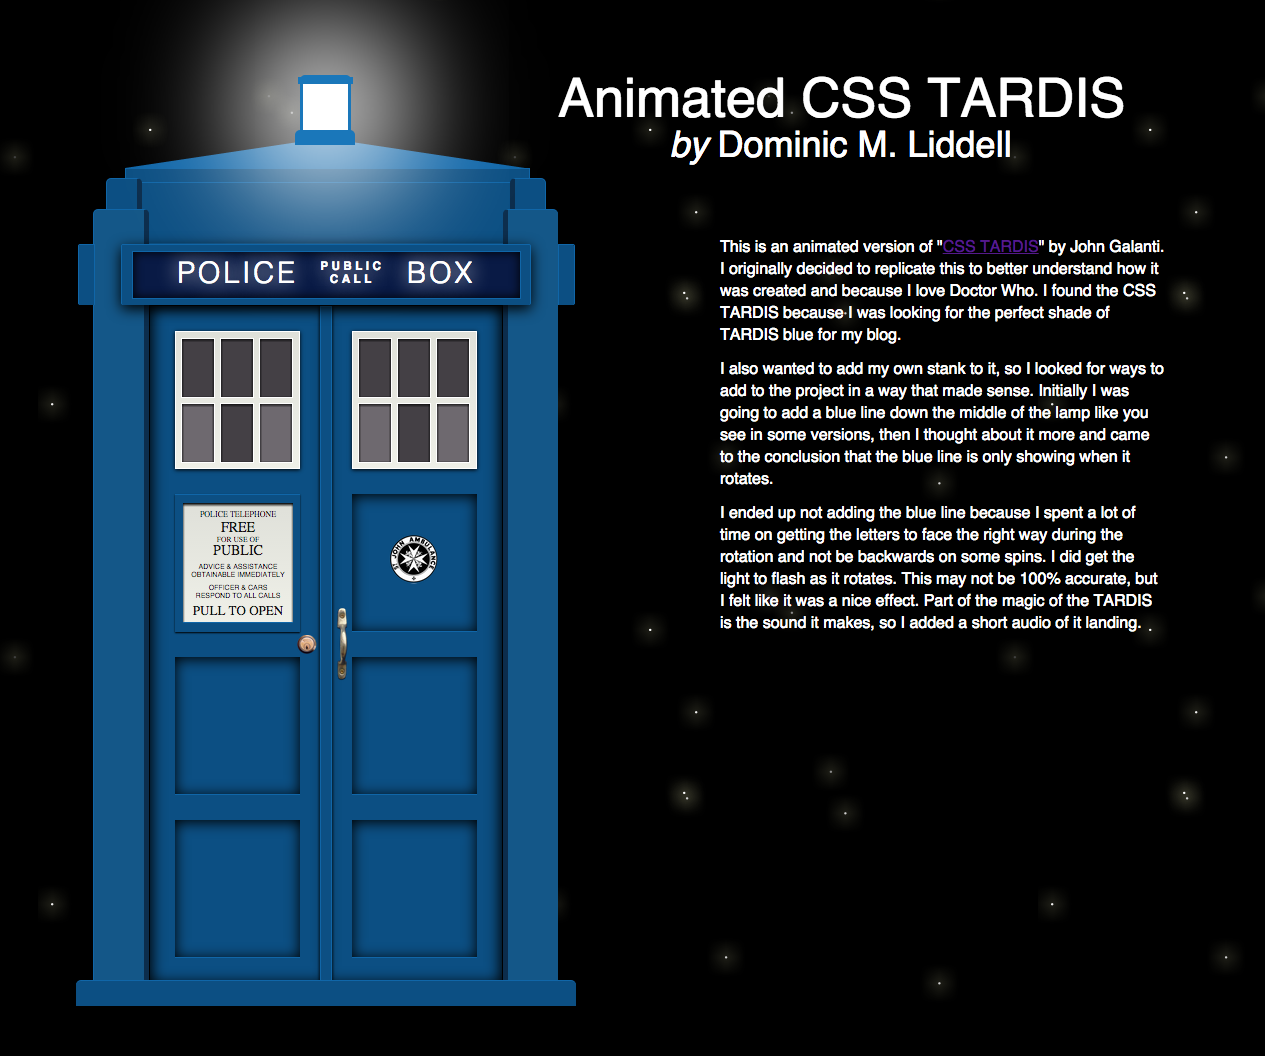 Animated CSS TARDIS
by Dominic M. Liddell
POLICE PUBLIC CALL BOX
POLICE TELEPHONE
FREE
FOR USE OF
PUBLIC
ADVICE & ASSISTANCE
OBTAINABLE IMMEDIATELY
OFFICER & CARS
RESPOND TO ALL CALLS
PULL TO OPEN
ST JOHN AMBULANCE
This is an animated version of "CSS TARDIS" by John Galanti.
I originally decided to replicate this to better understand how it
was created and because I love Doctor Who. I found the CSS
TARDIS because I was looking for the perfect shade of
TARDIS blue for my blog.
I also wanted to add my own stank to it, so I looked for ways to
add to the project in a way that made sense. Initially I was
going to add a blue line down the middle of the lamp like you
see in some versions, then I thought about it more and came
to the conclusion that the blue line is only showing when it
rotates.
I ended up not adding the blue line because I spent a lot of
time on getting the letters to face the right way during the
rotation and not be backwards on some spins. I did get the
light to flash as it rotates. This may not be 100% accurate, but
I felt like it was a nice effect. Part of the magic of the TARDIS
is the sound it makes, so I added a short audio of it landing.